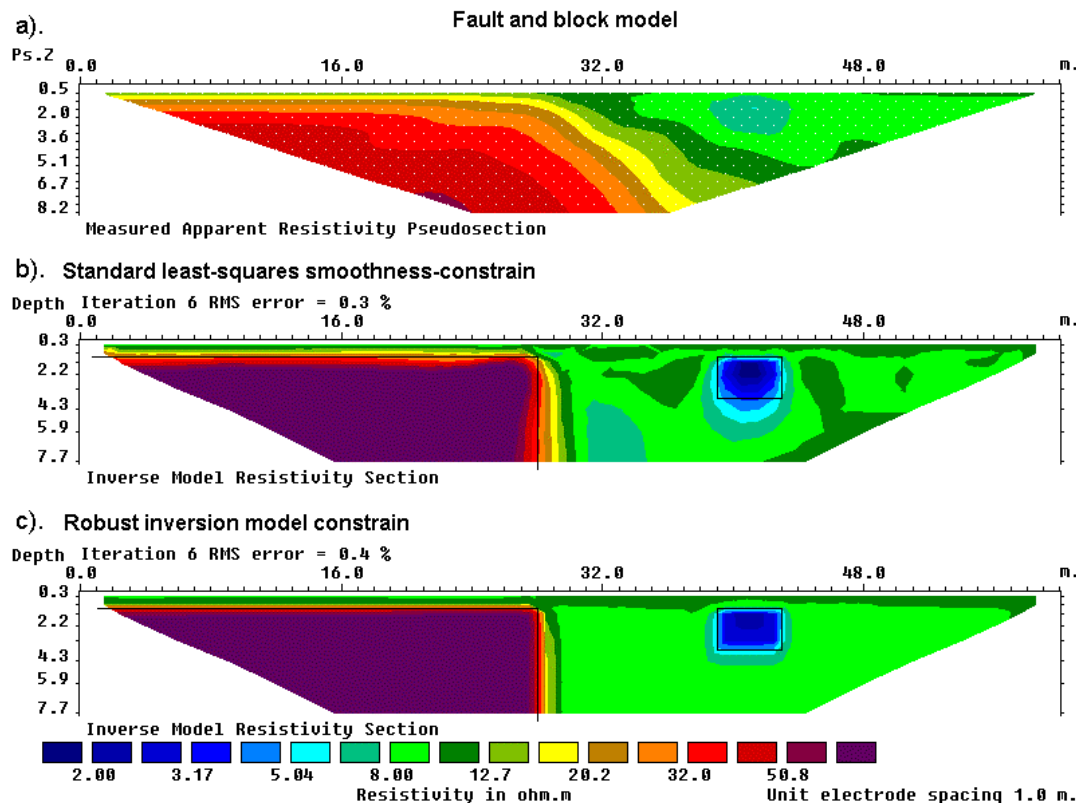 Fault and block model
a).
Ps.Z 0.0 16.0 32.0 48.0 m.
0.5
2.0
3.6
5.1
6.7
8.2
Measured Apparent Resistivity Pseudosection
b). Standard least-squares smoothness-constrain
Depth Iteration 6 RMS error = 0.3 %
0.0 16.0 32.0 48.0 m.
0.3
2.2
4.3
5.9
7.7
Inverse Model Resistivity Section
c). Robust inversion model constrain
Depth Iteration 6 RMS error = 0.4 %
0.0 16.0 32.0 48.0 m.
0.3
2.2
4.3
5.9
7.7
Inverse Model Resistivity Section
2.00 3.17 5.04 8.00 12.7 20.2 32.0 50.8
Resistivity in ohm.m Unit electrode spacing 1.0 m.